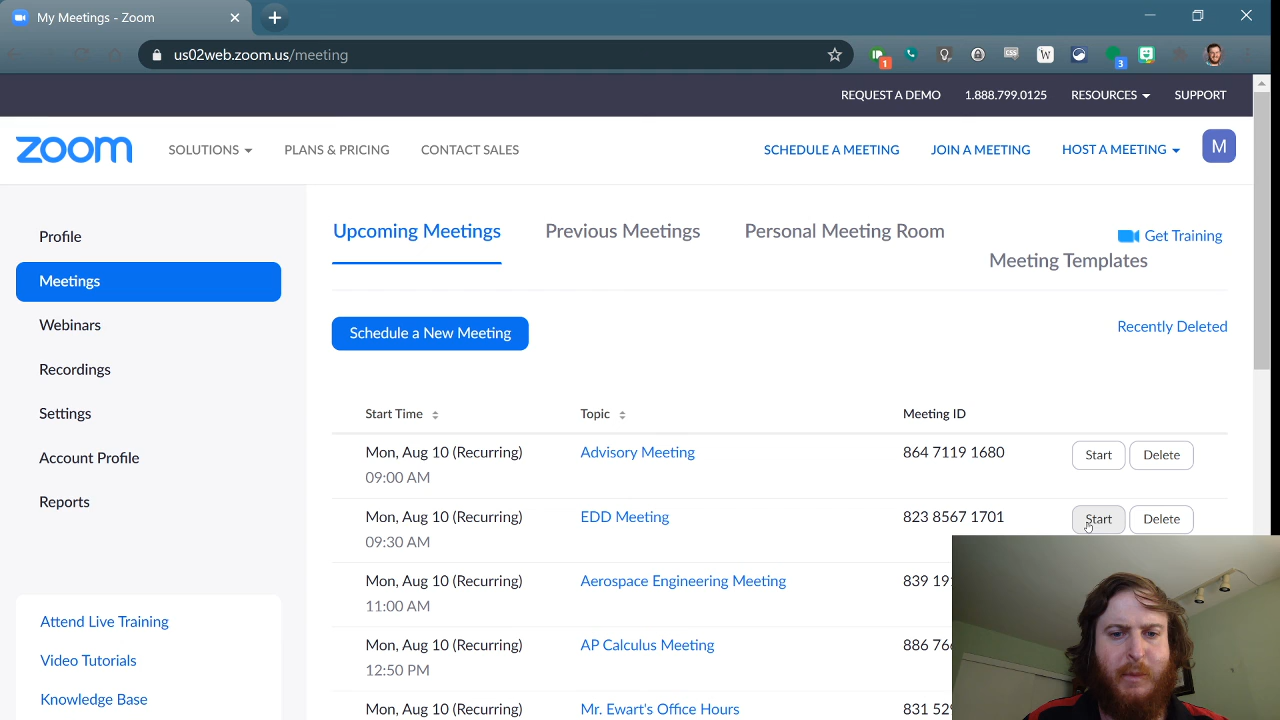 My Meetings - Zoom
us02web.zoom.us/meeting
1
CSS
W
3
REQUEST A DEMO 1.888.799.0125 RESOURCES SUPPORT
zoom SOLUTIONS PLANS & PRICING CONTACT SALES SCHEDULE A MEETING JOIN A MEETING HOST A MEETING M
Profile
Meetings
Webinars
Recordings
Settings
Account Profile
Reports
Attend Live Training
Video Tutorials
Knowledge Base
Upcoming Meetings Previous Meetings Personal Meeting Room
Get Training
Meeting Templates
Schedule a New Meeting
Recently Deleted
Start Time Topic Meeting ID
Mon, Aug 10 (Recurring) Advisory Meeting 864 7119 1680 Start Delete
09:00 AM
Mon, Aug 10 (Recurring) EDD Meeting 823 8567 1701 Start Delete
09:30 AM
Mon, Aug 10 (Recurring) Aerospace Engineering Meeting 839
11:00 AM
Mon, Aug 10 (Recurring) AP Calculus Meeting 886
12:50 PM
Mon, Aug 10 (Recurring) Mr. Ewart's Office Hours 831